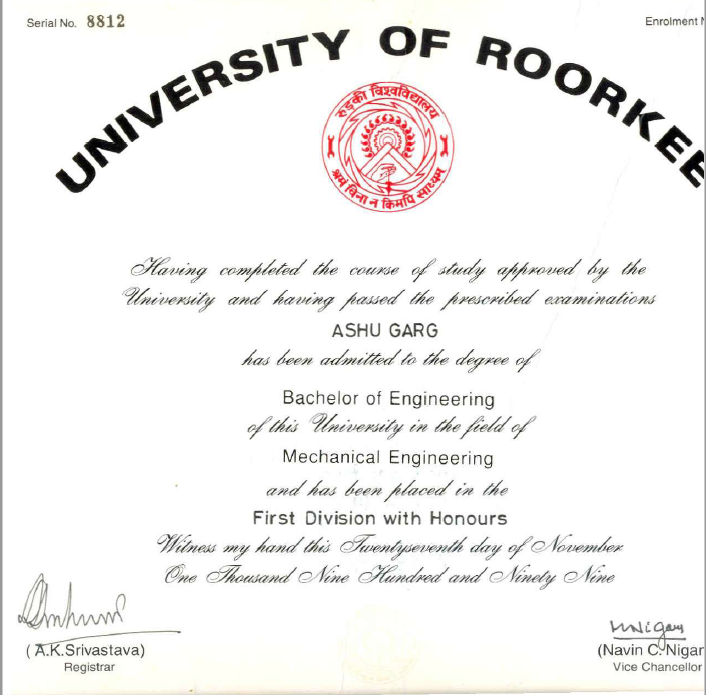 Serial No. 8812
Enrolment
UNIVERSITY OF ROORKEE
रुड़की विश्वविद्यालय
श्रमं विना न किमपि साध्यम्
Having completed the course of study approved by the
University and having passed the prescribed examinations
ASHU GARG
has been admitted to the degree of
Bachelor of Engineering
of this University in the field of
Mechanical Engineering
and has been placed in the
First Division with Honours
Witness my hand this Twentyseventh day of November
One Thousand Nine Hundred and Ninety Nine
(A.K.Srivastava)
Registrar
(Navin C. Nigam
Vice Chancellor